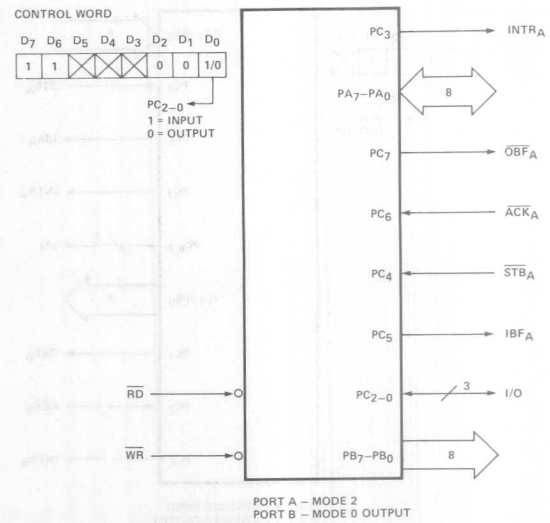 CONTROL WORD
D7 D6 D5 D4 D3 D2 D1 D0
1 1 0 0 1/0
PC2–0
1 = INPUT
0 = OUTPUT
PC3 INTRA
PA7–PA0 8
PC7 OBFA
PC6 ACKA
PC4 STBA
PC5 IBFA
RD PC2–0 3 I/O
WR PB7–PB0 8
PORT A – MODE 2
PORT B – MODE 0 OUTPUT